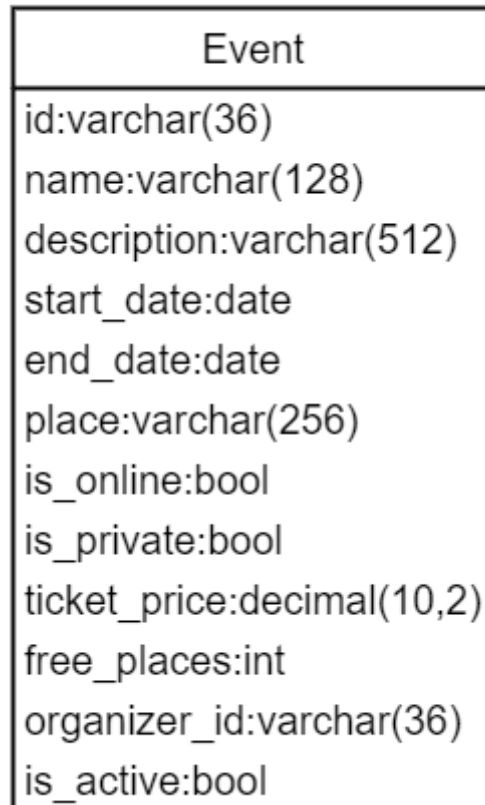 Event
id:varchar(36)
name:varchar(128)
description:varchar(512)
start_date:date
end_date:date
place:varchar(256)
is_online:bool
is_private:bool
ticket_price:decimal(10,2)
free_places:int
organizer_id:varchar(36)
is_active:bool